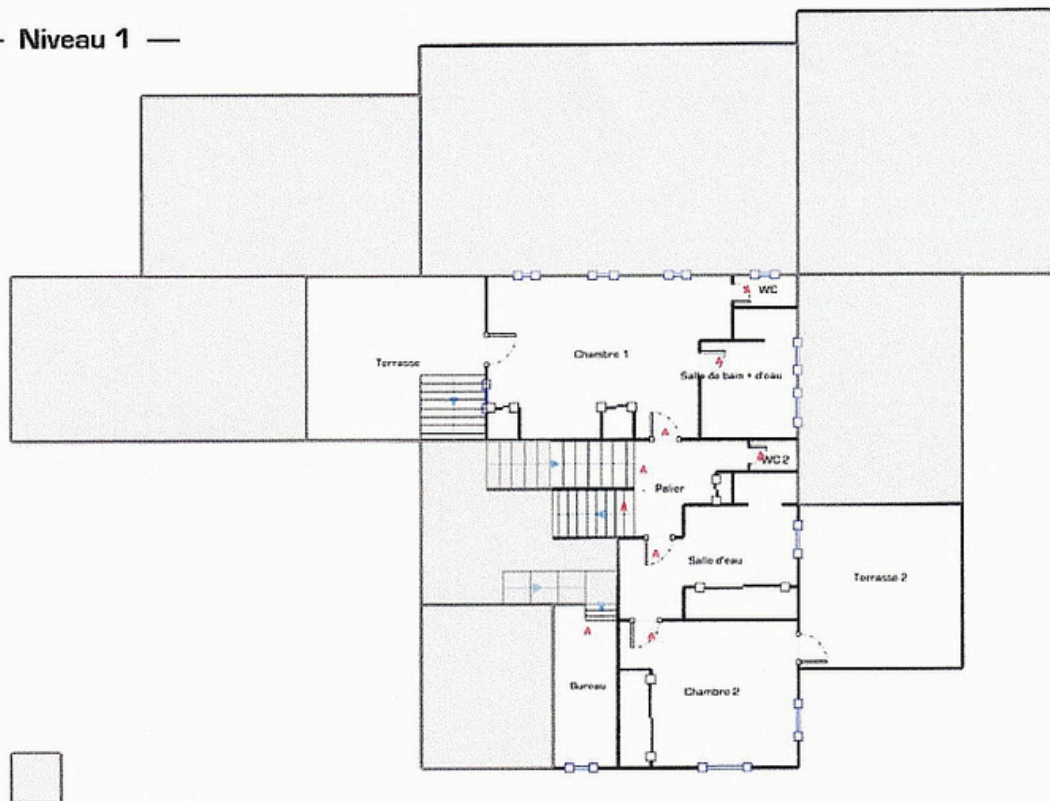 - Niveau 1 —
WC
Chambre 1
Terrasse
Salle de bain + d'eau
WC 2
Palier
Salle d'eau
Terrasse 2
Bureau
Chambre 2